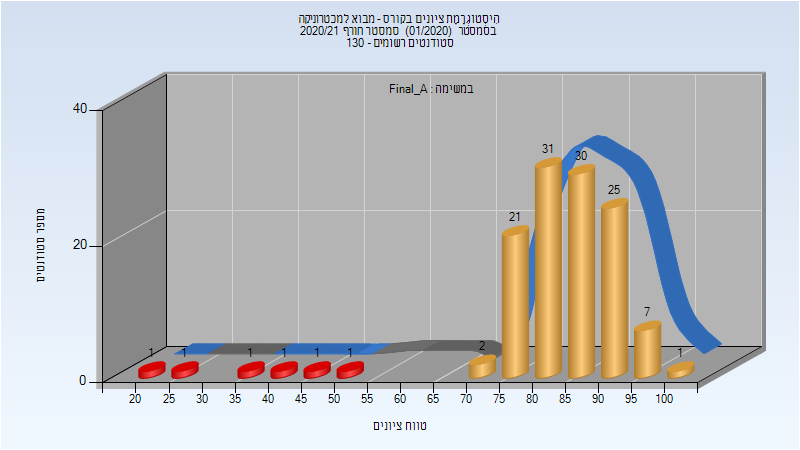 היסטוגרמת ציונים בקורס - מבוא למכטרוניקה
בסמסטר (01/2020) סמסטר חורף 2020/21
סטודנטים רשומים - 130
במשימה : Final_A
מספר סטודנטים
40
20
0
1 1 1 1 1 1 2 21 31 30 25 7 1
20 25 30 35 40 45 50 55 60 65 70 75 80 85 90 95 100
טווח ציונים